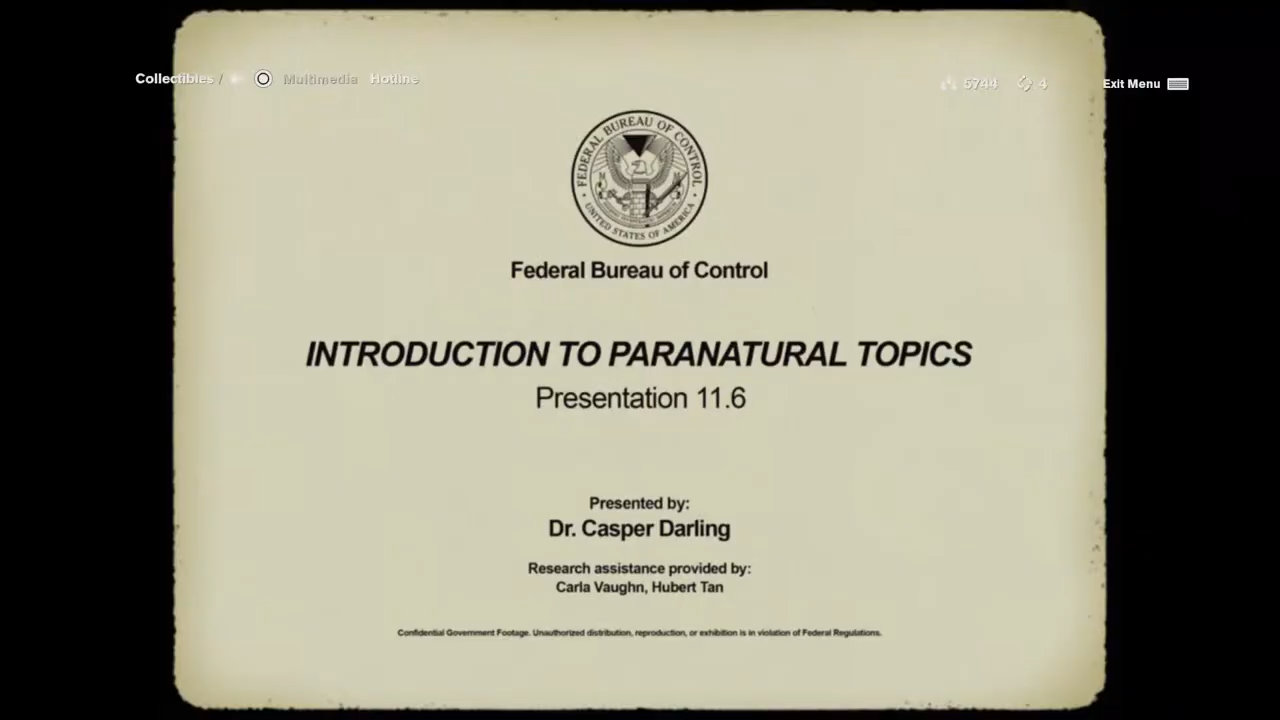 Collectibles / Multimedia Hotline
5744 4 Exit Menu
FEDERAL BUREAU OF CONTROL
UNITED STATES OF AMERICA
Federal Bureau of Control
INTRODUCTION TO PARANATURAL TOPICS
Presentation 11.6
Presented by:
Dr. Casper Darling
Research assistance provided by:
Carla Vaughn, Hubert Tan
Confidential Government Footage. Unauthorized distribution, reproduction, or exhibition is in violation of Federal Regulations.